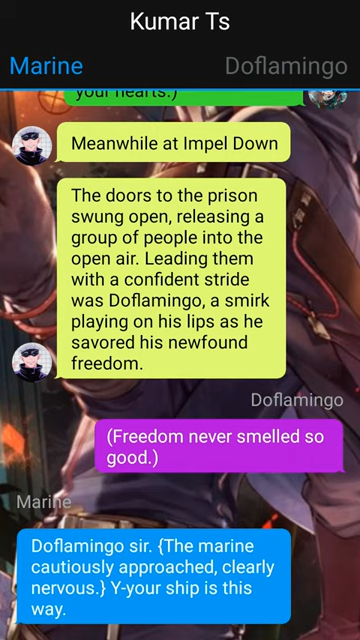 Kumar Ts
Marine
Doflamingo
your hearts.)
Meanwhile at Impel Down
The doors to the prison
swung open, releasing a
group of people into the
open air. Leading them
with a confident stride
was Doflamingo, a smirk
playing on his lips as he
savored his newfound
freedom.
Doflamingo
(Freedom never smelled so
good.)
Marine
Doflamingo sir. {The marine
cautiously approached, clearly
nervous.} Y-your ship is this
way.